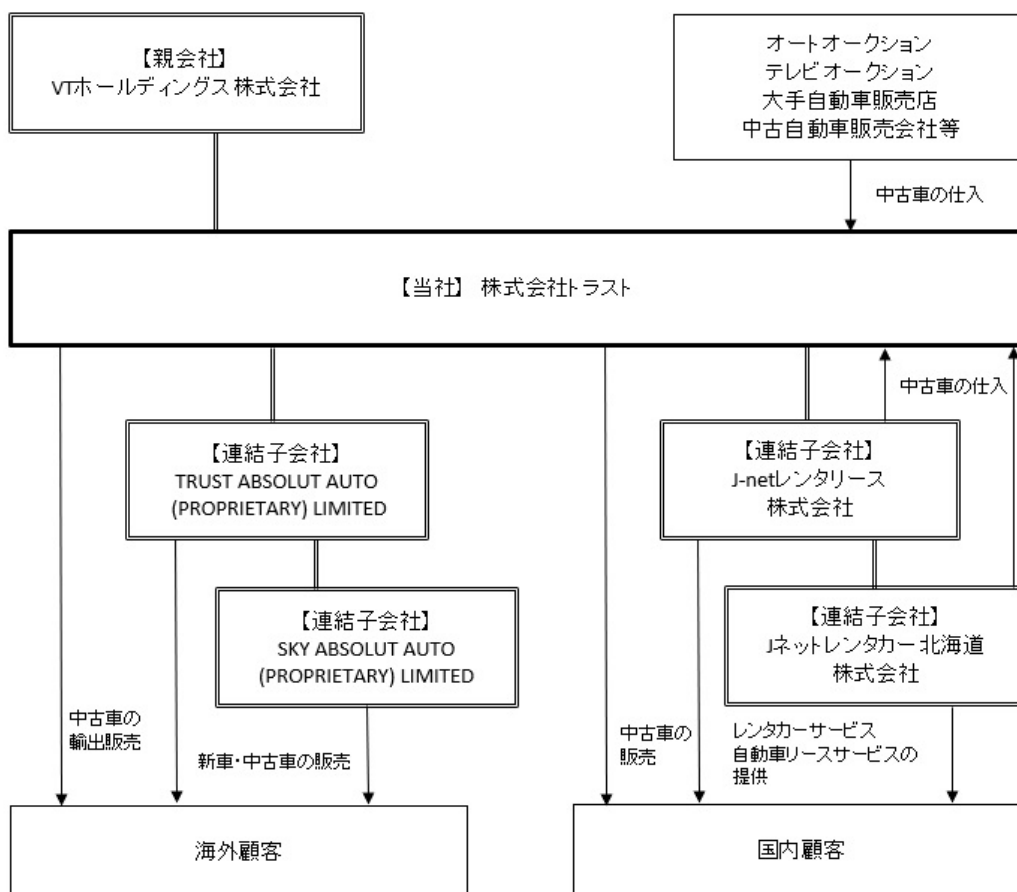 【親会社】
VTホールディングス株式会社
オートオークション
テレビオークション
大手自動車販売店
中古自動車販売会社等
中古車の仕入
【当社】 株式会社トラスト
中古車の仕入
【連結子会社】
TRUST ABSOLUT AUTO
(PROPRIETARY) LIMITED
【連結子会社】
J-netレンタリース
株式会社
【連結子会社】
SKY ABSOLUT AUTO
(PROPRIETARY) LIMITED
【連結子会社】
Jネットレンタカー北海道
株式会社
中古車の
輸出販売
新車・中古車の販売
中古車の
販売
レンタカーサービス
自動車リースサービスの
提供
海外顧客
国内顧客